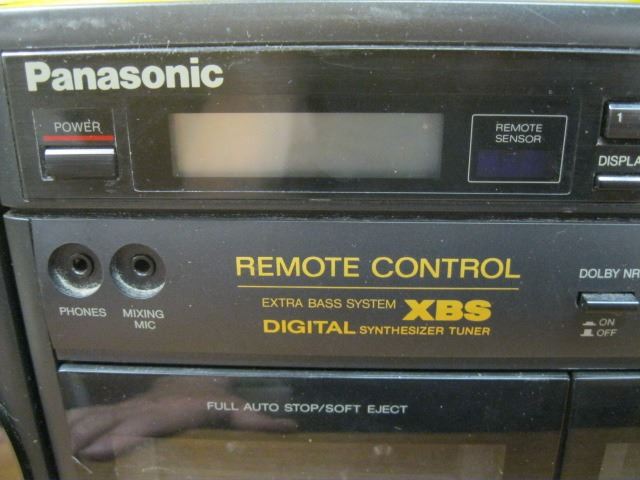 Panasonic
POWER
REMOTE
SENSOR
1
DISPLA
REMOTE CONTROL
EXTRA BASS SYSTEM XBS
DIGITAL SYNTHESIZER TUNER
PHONES
MIXING
MIC
DOLBY NR
ON
OFF
FULL AUTO STOP/SOFT EJECT